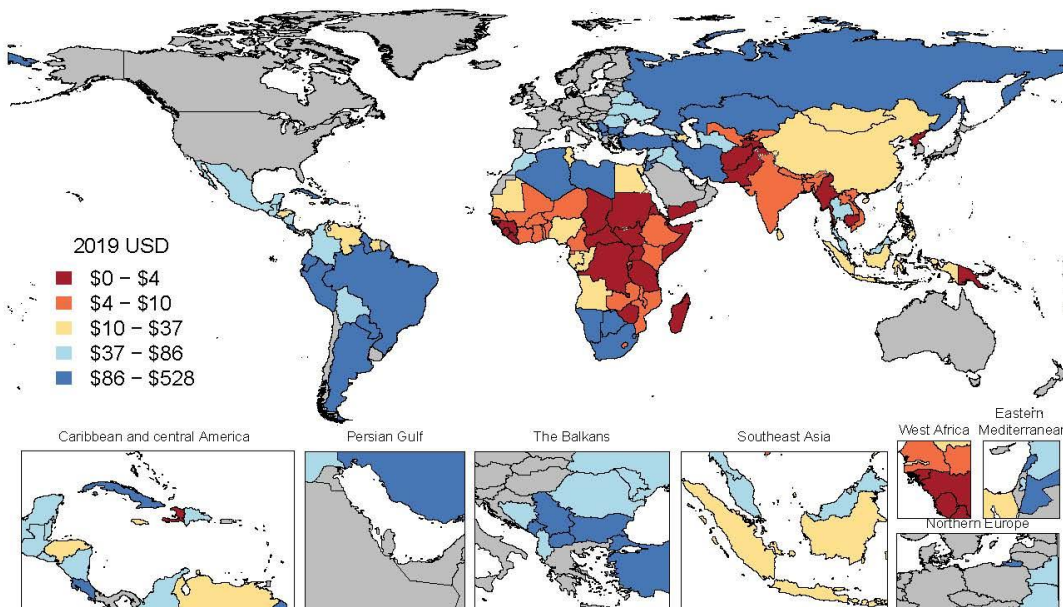 2019 USD
$0 – $4
$4 – $10
$10 – $37
$37 – $86
$86 – $528
Caribbean and central America
Persian Gulf
The Balkans
Southeast Asia
West Africa
Eastern
Mediterranean
Northern Europe